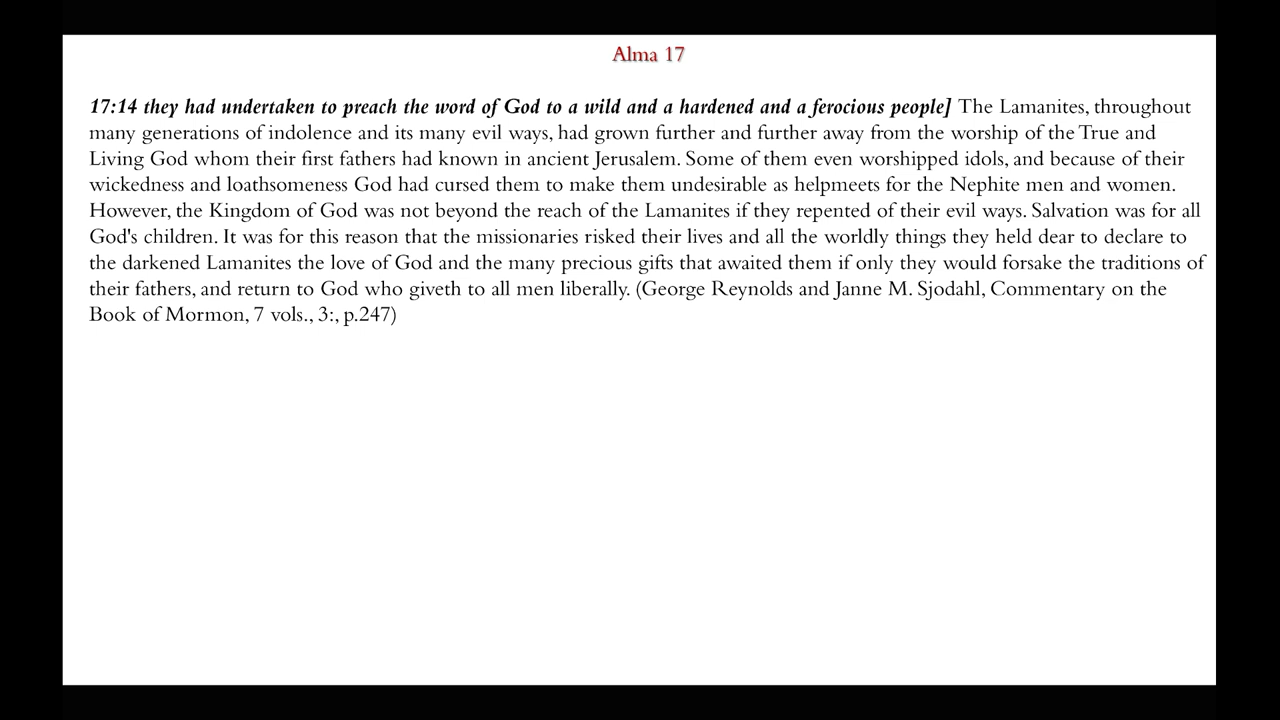 Alma 17
17:14 they had undertaken to preach the word of God to a wild and a hardened and a ferocious people] The Lamanites, throughout
many generations of indolence and its many evil ways, had grown further and further away from the worship of the True and
Living God whom their first fathers had known in ancient Jerusalem. Some of them even worshipped idols, and because of their
wickedness and loathsomeness God had cursed them to make them undesirable as helpmeets for the Nephite men and women.
However, the Kingdom of God was not beyond the reach of the Lamanites if they repented of their evil ways. Salvation was for all
God's children. It was for this reason that the missionaries risked their lives and all the worldly things they held dear to declare to
the darkened Lamanites the love of God and the many precious gifts that awaited them if only they would forsake the traditions of
their fathers, and return to God who giveth to all men liberally. (George Reynolds and Janne M. Sjodahl, Commentary on the
Book of Mormon, 7 vols., 3:, p.247)